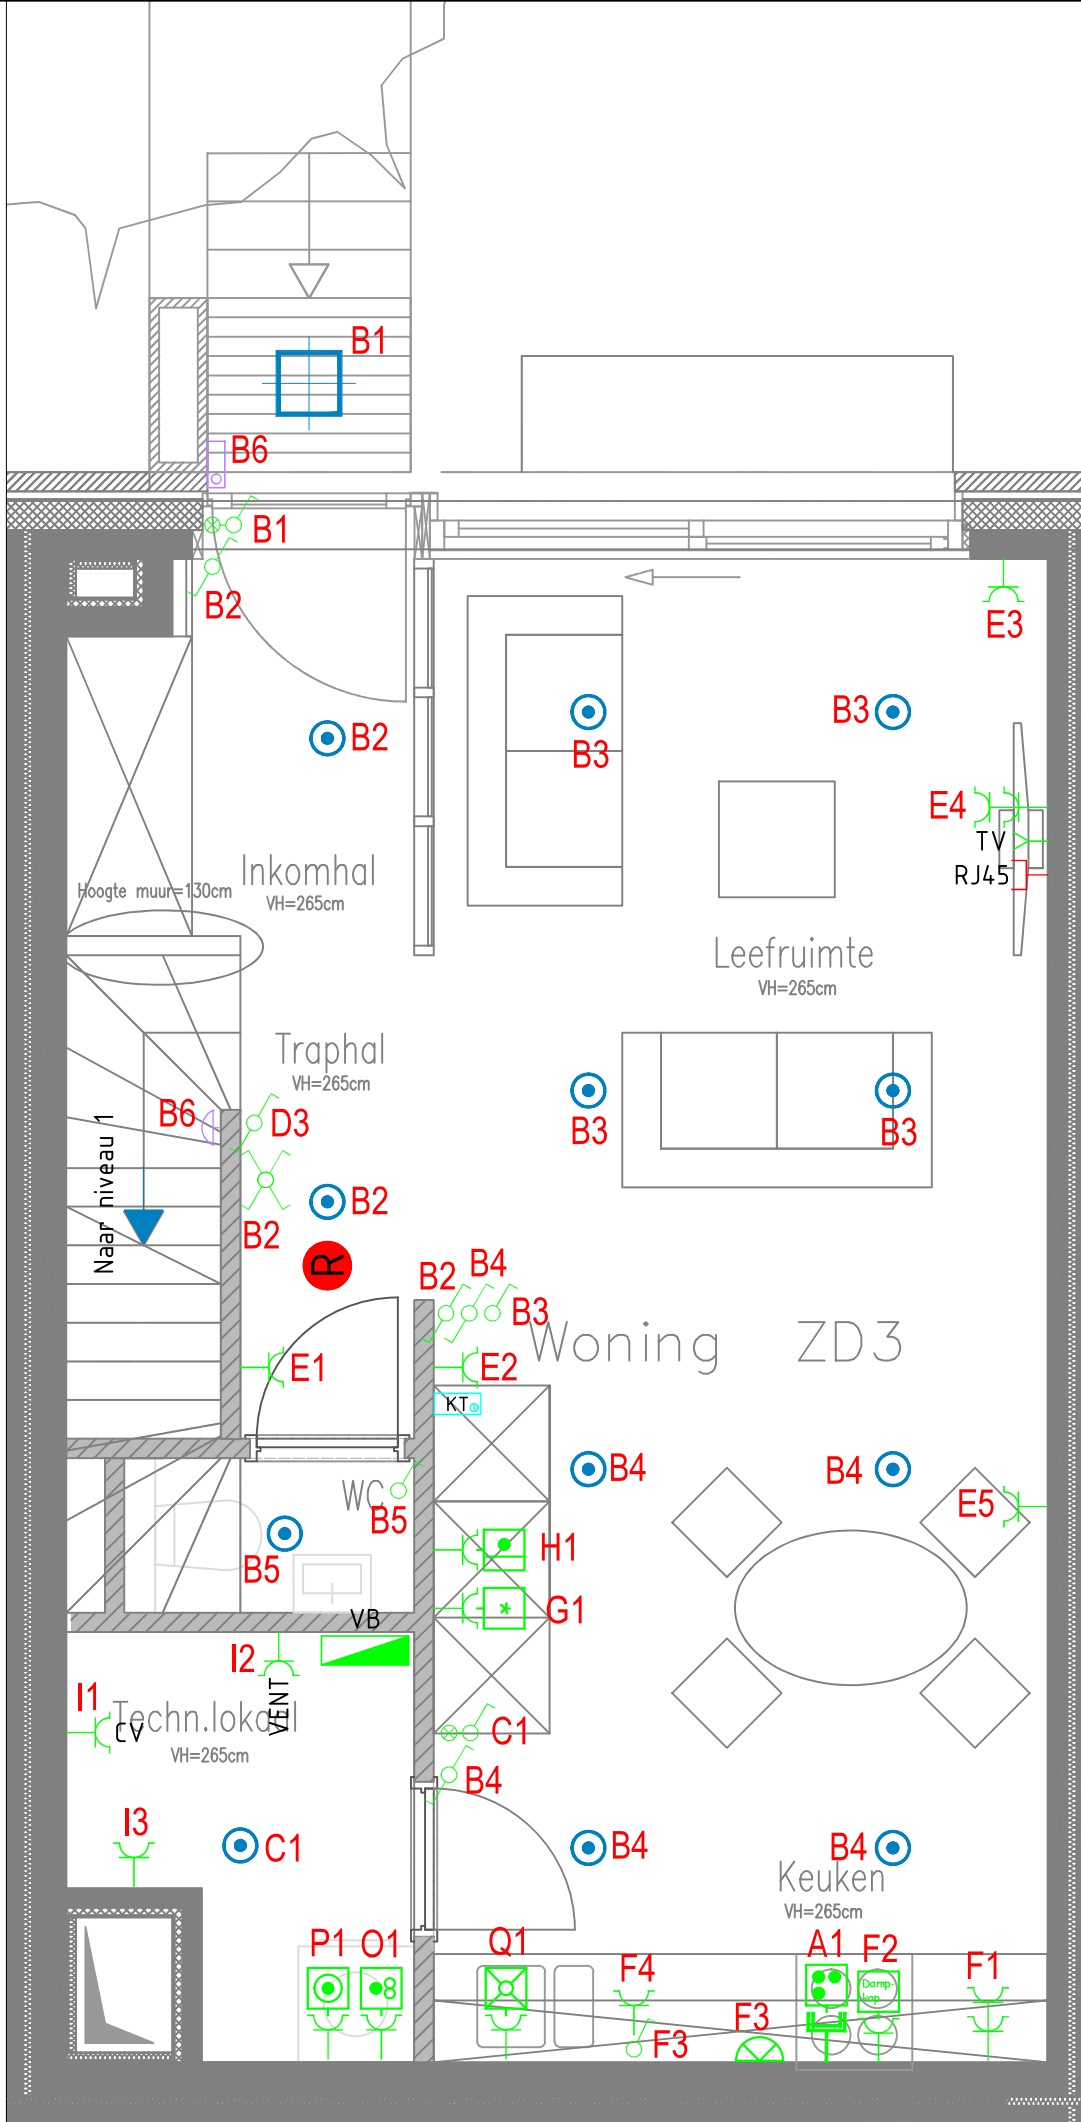 B1
B6
B1
B2
E3
B2
B3
B3
E4
TV
RJ45
Inkomhal
VH=265cm
Hoogte muur=130cm
Leefruimte
VH=265cm
Traphal
VH=265cm
B6
D3
B3
B3
Naar niveau 1
B2
B2
R
B2
B4
B3
Woning ZD3
E1
E2
KT
WC
B5
B4
B4
E5
B5
H1
G1
VB
I2
VENT
I1
CV
Techn.lokaal
VH=265cm
C1
B4
I3
C1
B4
B4
Keuken
VH=265cm
P1
O1
Q1
F4
A1
F2
F1
Damp-
kap
8
F3
F3